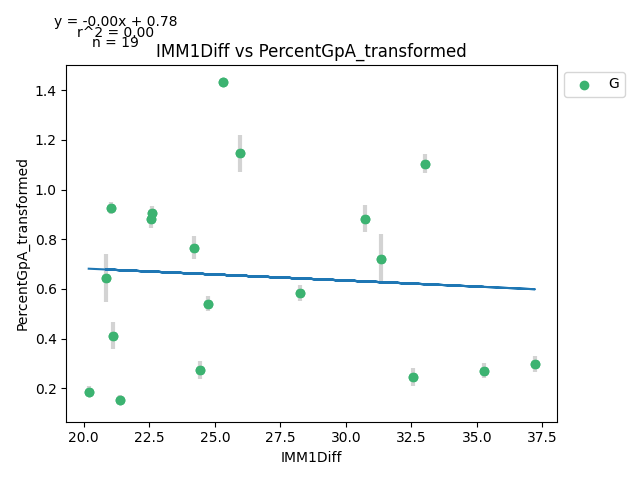 y = -0.00x + 0.78
r^2 = 0.00
n = 19
IMM1Diff vs PercentGpA_transformed
G
PercentGpA_transformed
1.4
1.2
1.0
0.8
0.6
0.4
0.2
20.0 22.5 25.0 27.5 30.0 32.5 35.0 37.5
IMM1Diff